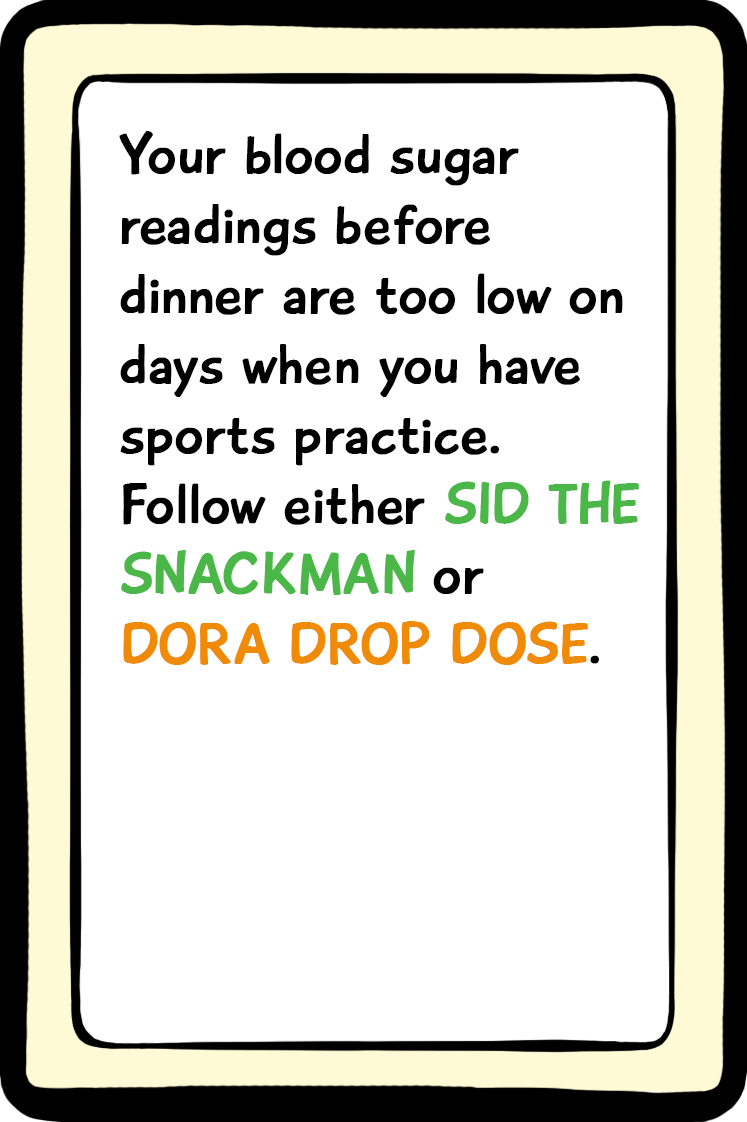 Your blood sugar
readings before
dinner are too low on
days when you have
sports practice.
Follow either SID THE
SNACKMAN or
DORA DROP DOSE.